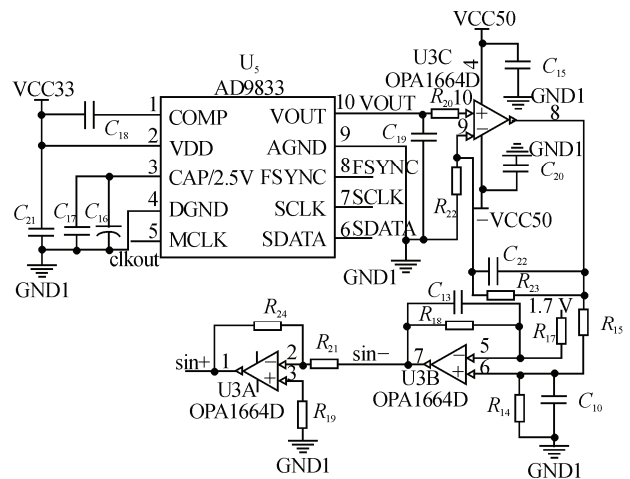 VCC50
U3C
OPA1664D
4
C15
GND1
U5
AD9833
VCC33
C18
1 COMP
2 VDD
3 CAP/2.5V
4 DGND
5 MCLK
VOUT 10 VOUT
AGND 9
FSYNC 8 FSYNC
SCLK 7 SCLK
SDATA 6 SDATA
R20
10
9
+
−
8
C19
GND1
C20
R22
−VCC50
C21
C17
C16
clkout
GND1
GND1
C22
R23
1.7 V
C13
R18
R17
R15
R24
sin+
1
2
3
−
+
R21
sin−
7
5
6
−
+
U3A
OPA1664D
U3B
OPA1664D
R19
R14
C10
GND1
GND1